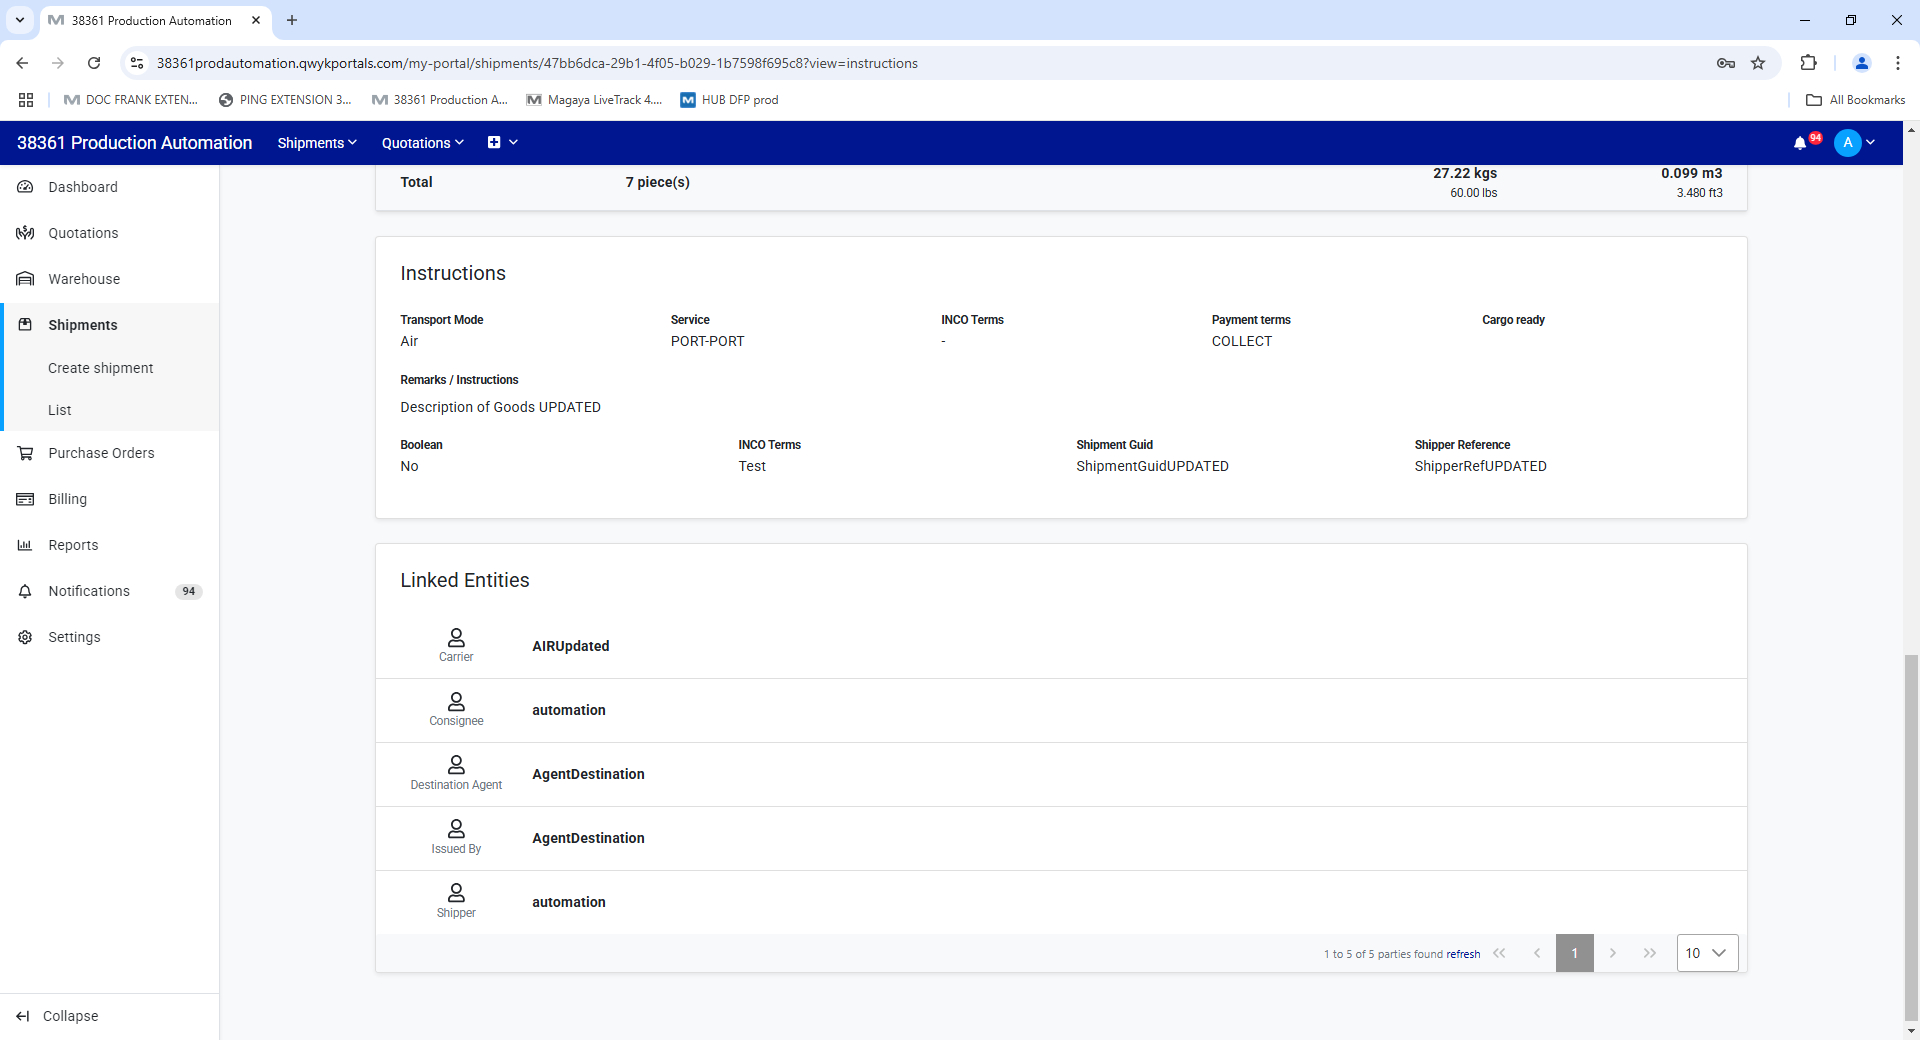 38361 Production Automation
38361prodautomation.qwykportals.com/my-portal/shipments/47bb6dca-29b1-4f05-b029-1b7598f695c8?view=instructions
DOC FRANK EXTEN... PING EXTENSION 3... 38361 Production A... Magaya LiveTrack 4.... HUB DFP prod All Bookmarks
38361 Production Automation Shipments Quotations 94 A
Dashboard
Quotations
Warehouse
Shipments
Create shipment
List
Purchase Orders
Billing
Reports
Notifications 94
Settings
Collapse
Total 7 piece(s) 27.22 kgs 0.099 m3
60.00 lbs 3.480 ft3
Instructions
Transport Mode Service INCO Terms Payment terms Cargo ready
Air PORT-PORT - COLLECT
Remarks / Instructions
Description of Goods UPDATED
Boolean INCO Terms Shipment Guid Shipper Reference
No Test ShipmentGuidUPDATED ShipperRefUPDATED
Linked Entities
Carrier AIRUpdated
Consignee automation
Destination Agent AgentDestination
Issued By AgentDestination
Shipper automation
1 to 5 of 5 parties found refresh 1 10